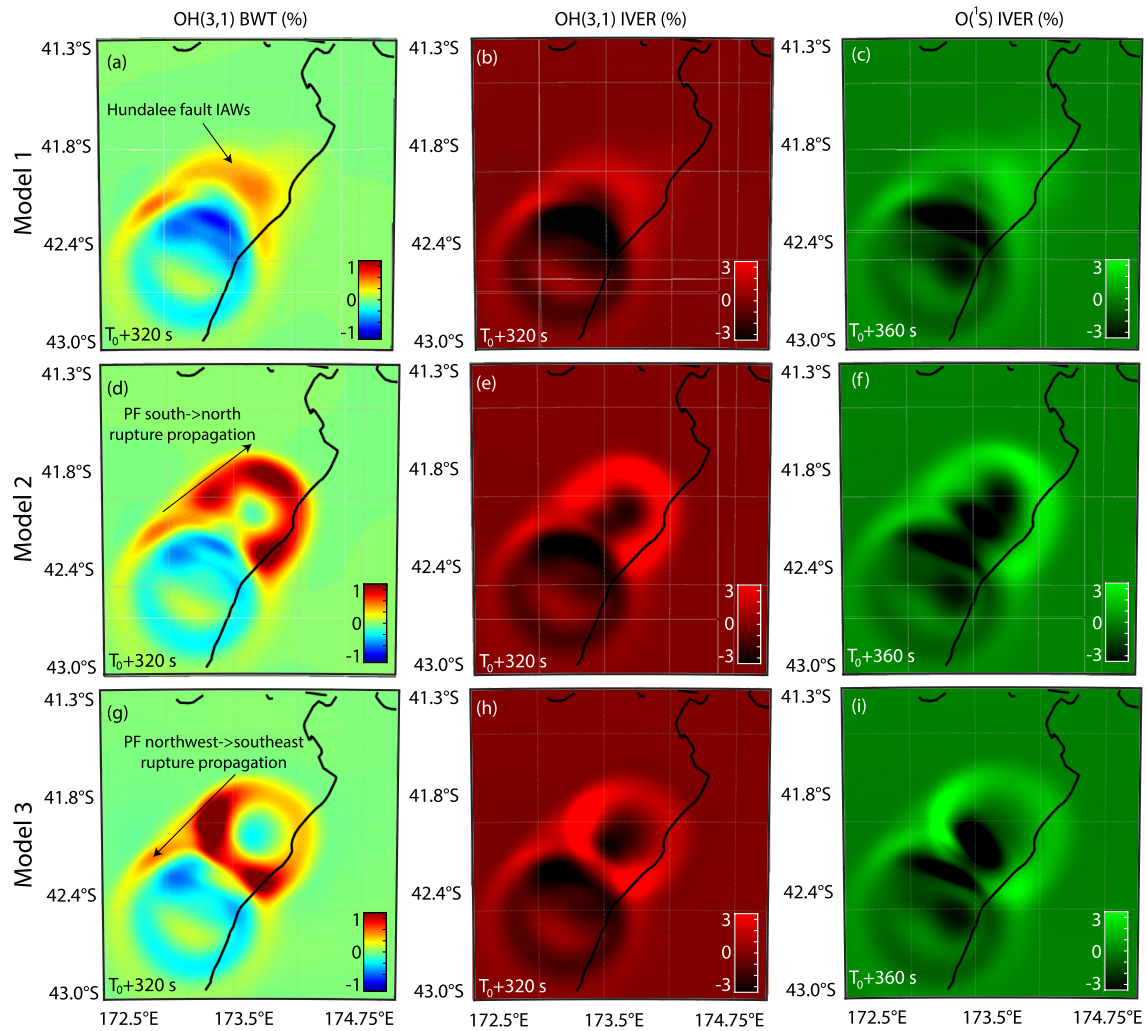 OH(3,1) BWT (%)
OH(3,1) IVER (%)
O(¹S) IVER (%)
Model 1
41.3°S
41.8°S
42.4°S
43.0°S
(a)
Hundalee fault IAWs
T₀+320 s
1
0
-1
41.3°S
41.8°S
42.4°S
43.0°S
(b)
T₀+320 s
3
0
-3
41.3°S
41.8°S
42.4°S
43.0°S
(c)
T₀+360 s
3
0
-3
Model 2
41.3°S
41.8°S
42.4°S
43.0°S
(d)
PF south->north
rupture propagation
T₀+320 s
1
0
-1
41.3°S
41.8°S
42.4°S
43.0°S
(e)
T₀+320 s
3
0
-3
41.3°S
41.8°S
42.4°S
43.0°S
(f)
T₀+360 s
3
0
-3
Model 3
41.3°S
41.8°S
42.4°S
43.0°S
(g)
PF northwest->southeast
rupture propagation
T₀+320 s
1
0
-1
41.3°S
41.8°S
42.4°S
43.0°S
(h)
T₀+320 s
3
0
-3
41.3°S
41.8°S
42.4°S
43.0°S
(i)
T₀+360 s
3
0
-3
172.5°E 173.5°E 174.75°E
172.5°E 173.5°E 174.75°E
172.5°E 173.5°E 174.75°E